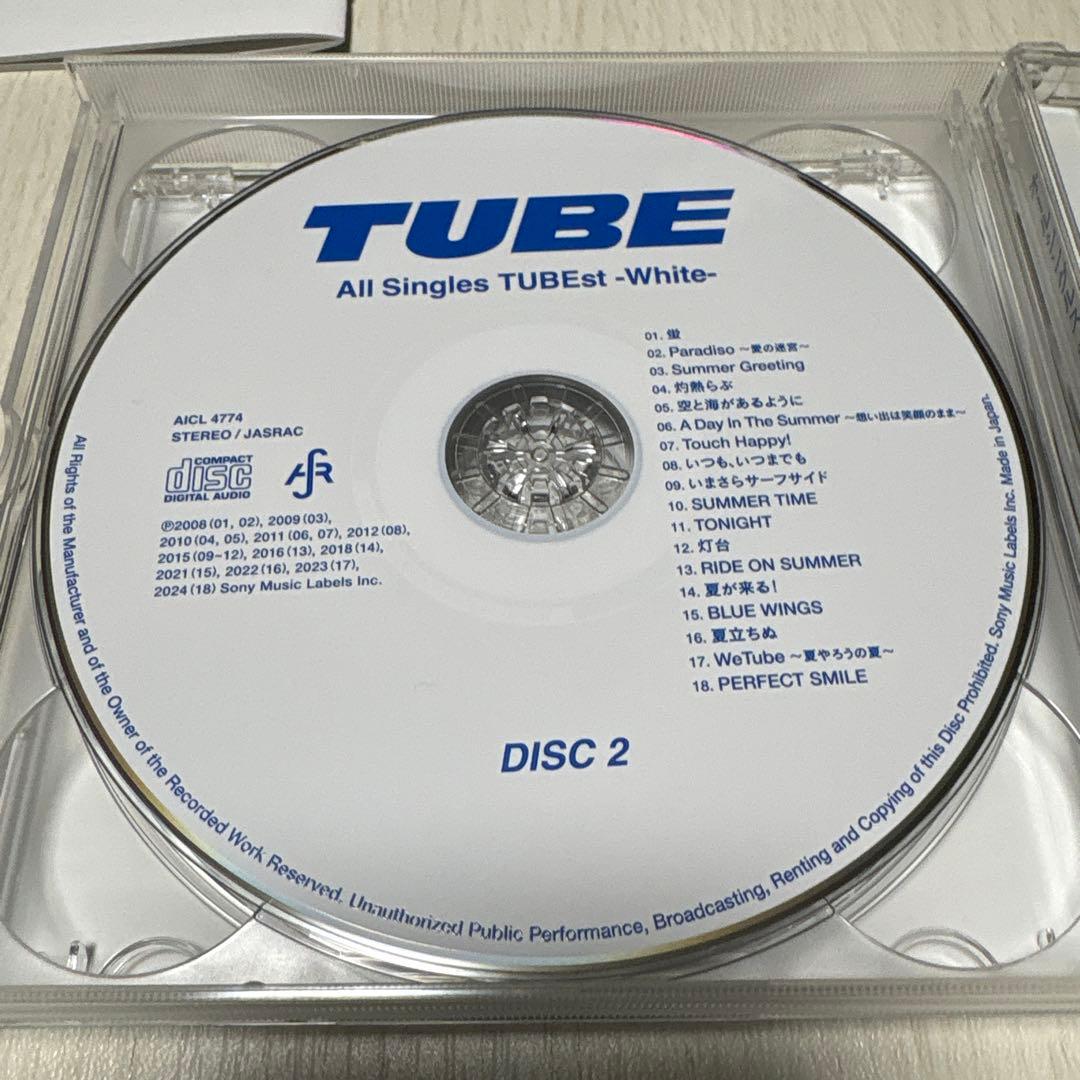 TUBE
All Singles TUBEst -White-
01. 蛍
02. Paradiso ～愛の迷宮～
03. Summer Greeting
04. 灼熱らぶ
05. 空と海があるように
06. A Day In The Summer ～想い出は笑顔のまま～
07. Touch Happy!
08. いつも、いつまでも
09. いまさらサーフサイド
10. SUMMER TIME
11. TONIGHT
12. 灯台
13. RIDE ON SUMMER
14. 夏が来る！
15. BLUE WINGS
16. 夏立ちぬ
17. WeTube ～夏やろうの夏～
18. PERFECT SMILE
AICL 4774
STEREO / JASRAC
COMPACT
disc
DIGITAL AUDIO
℗2008 (01, 02), 2009 (03),
2010 (04, 05), 2011 (06, 07), 2012 (08),
2015 (09~12), 2016 (13), 2018 (14),
2021 (15), 2022 (16), 2023 (17),
2024 (18) Sony Music Labels Inc.
DISC 2
All Rights of the Manufacturer and of the Owner of the Recorded Work Reserved. Unauthorized Public Performance, Broadcasting, Renting and Copying of this Disc Prohibited. Sony Music Labels Inc. Made in Japan.